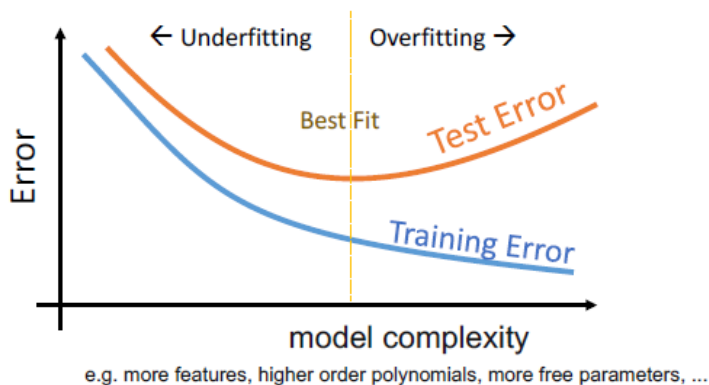 ← Underfitting
Overfitting →
Best Fit
Test Error
Error
Training Error
model complexity
e.g. more features, higher order polynomials, more free parameters, ...